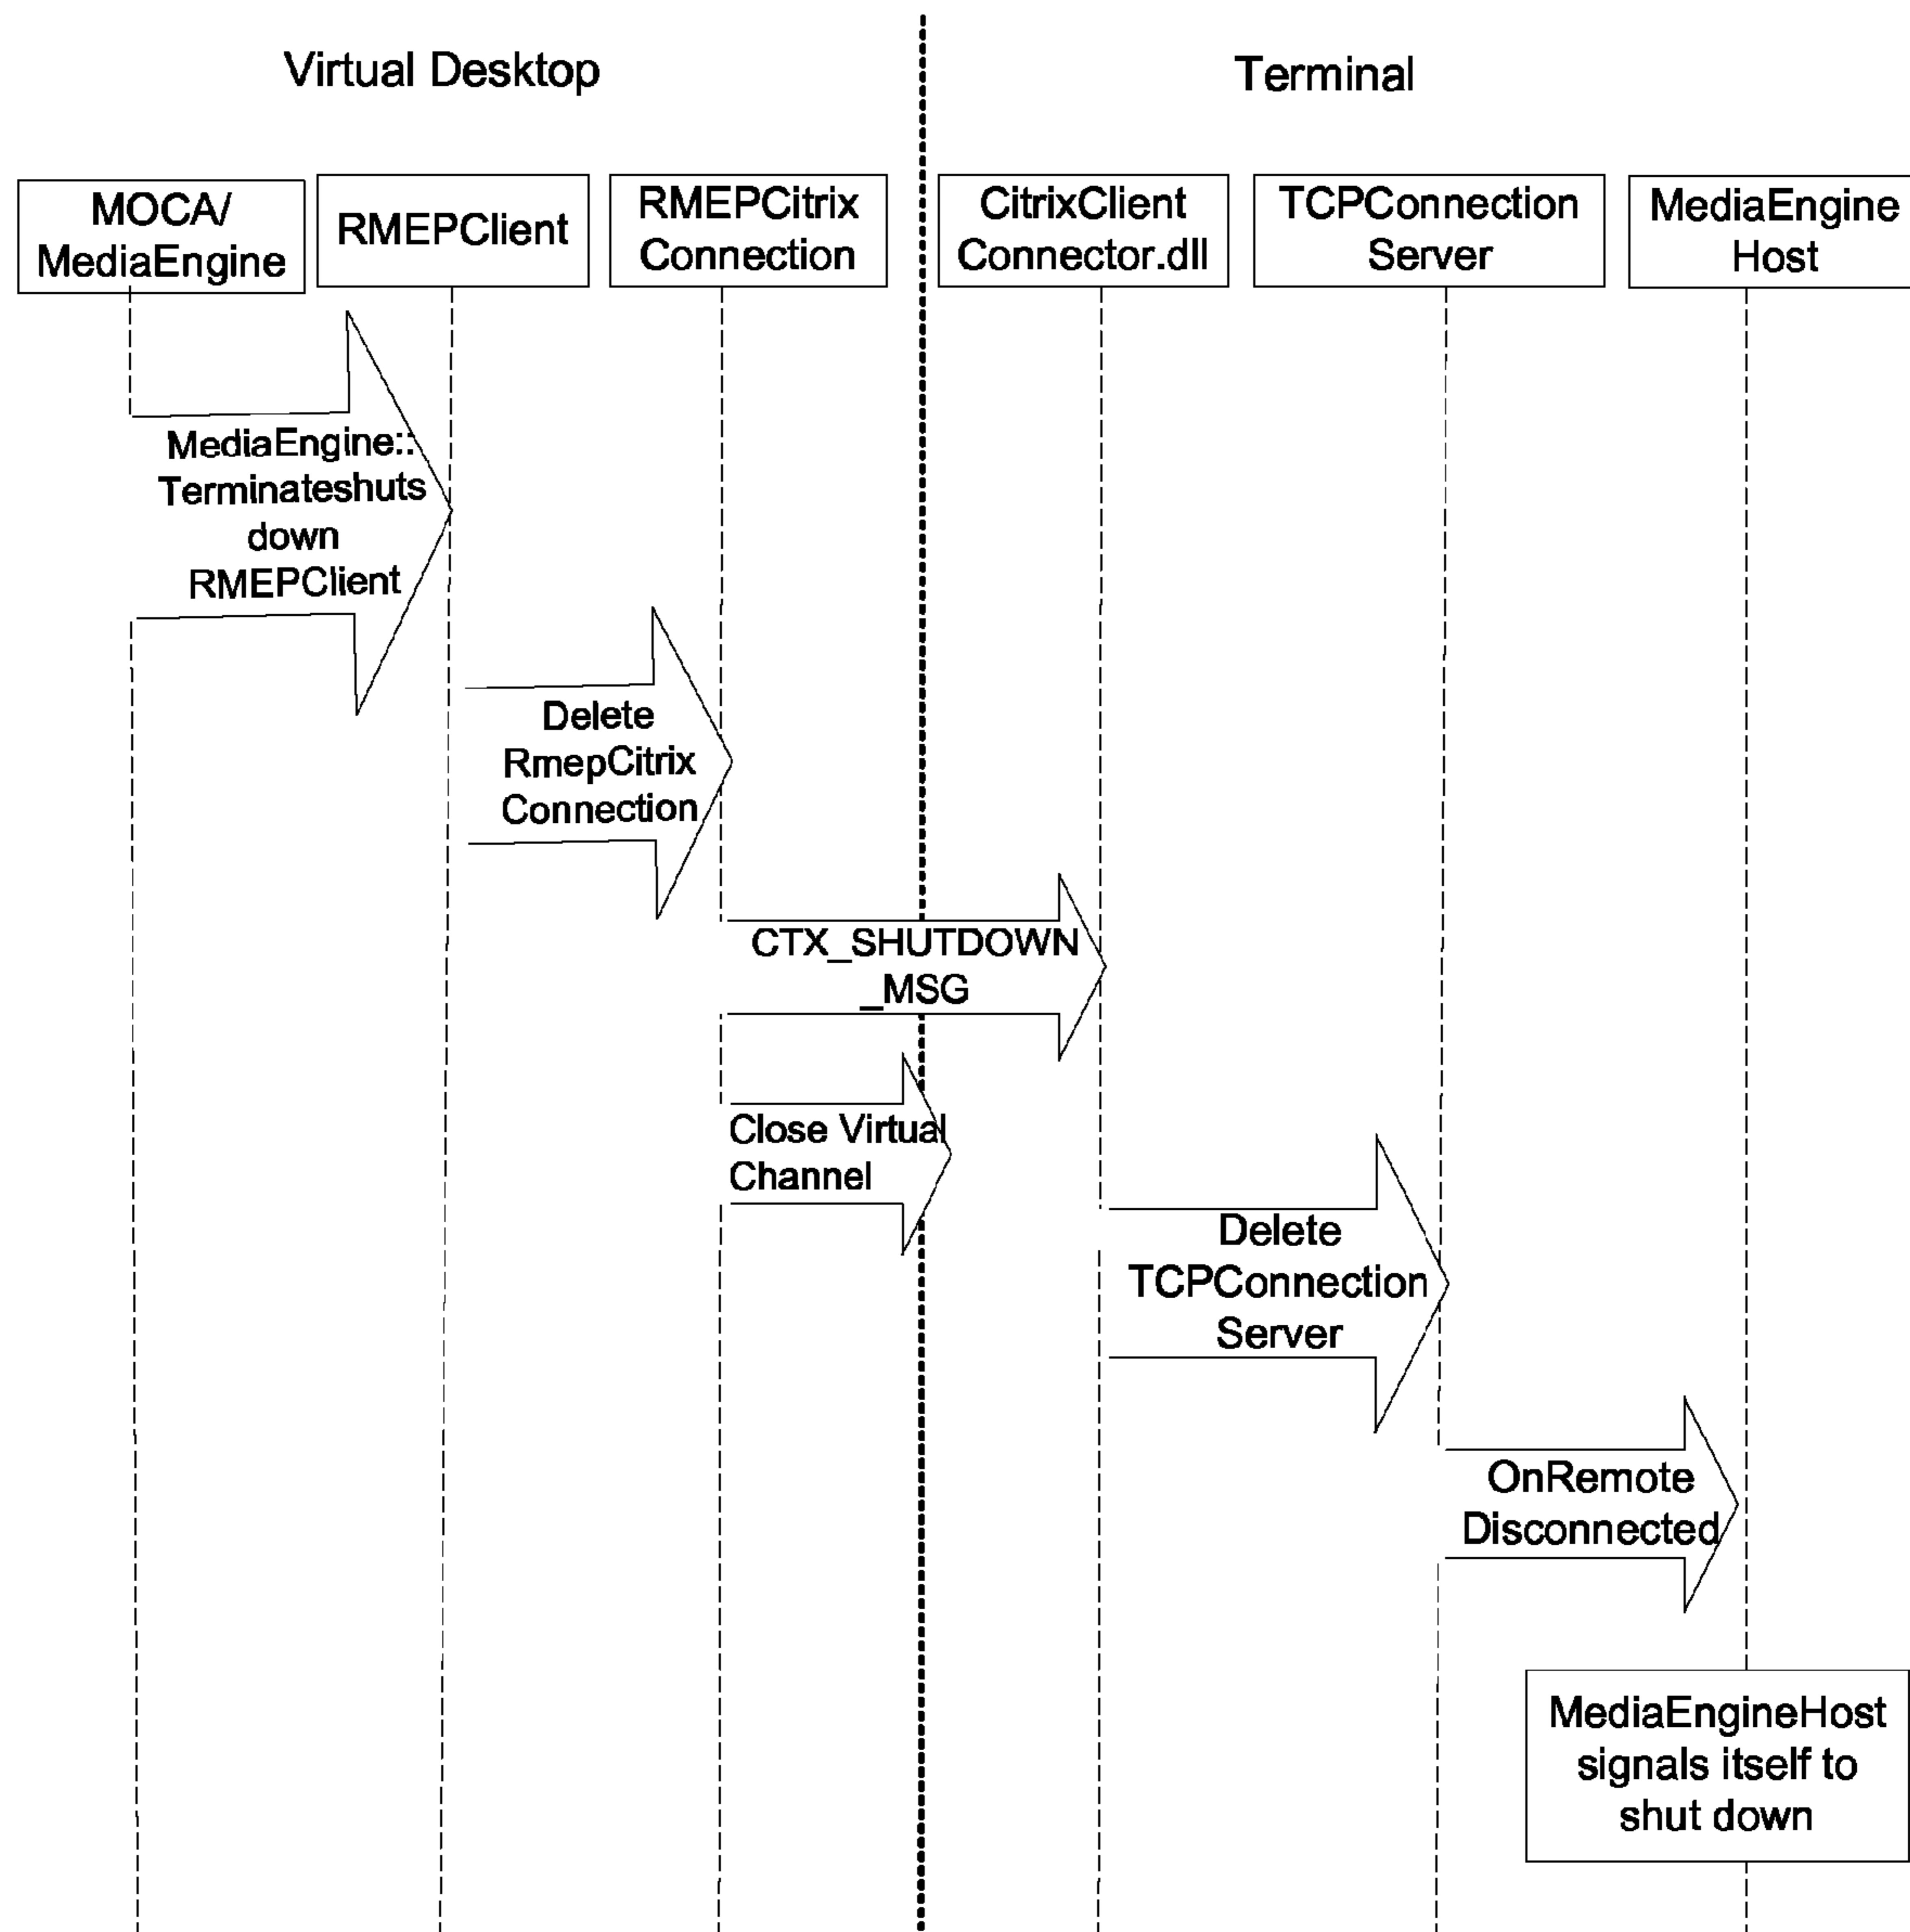 Virtual Desktop
Terminal
MOCA/
MediaEngine
RMEPClient
RMEPCitrix
Connection
CitrixClient
Connector.dll
TCPConnection
Server
MediaEngine
Host
MediaEngine::
Terminateshuts
down
RMEPClient
Delete
RmepCitrix
Connection
CTX_SHUTDOWN
_MSG
Close Virtual
Channel
Delete
TCPConnection
Server
OnRemote
Disconnected
MediaEngineHost
signals itself to
shut down